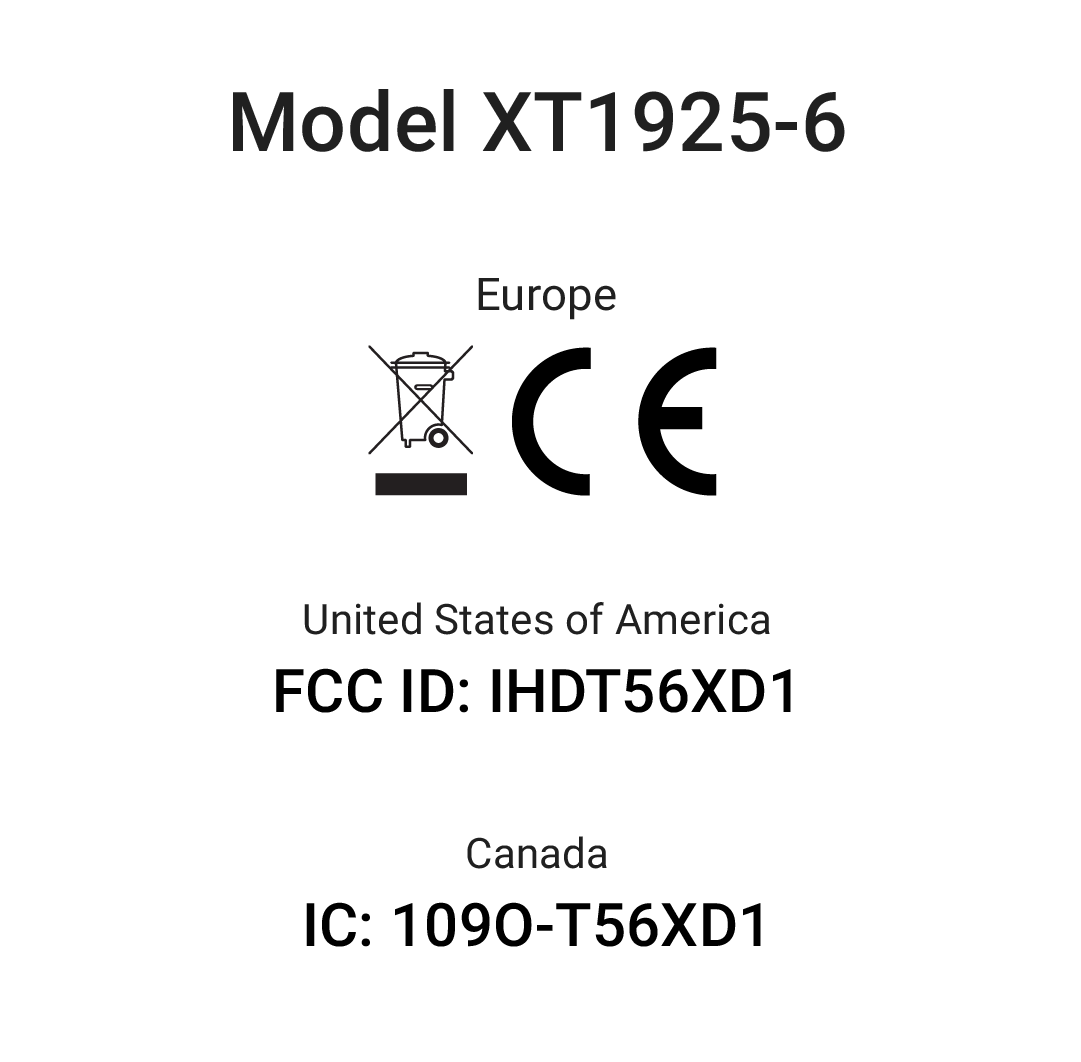 Model XT1925-6
Europe
CE
United States of America
FCC ID: IHDT56XD1
Canada
IC: 109O-T56XD1